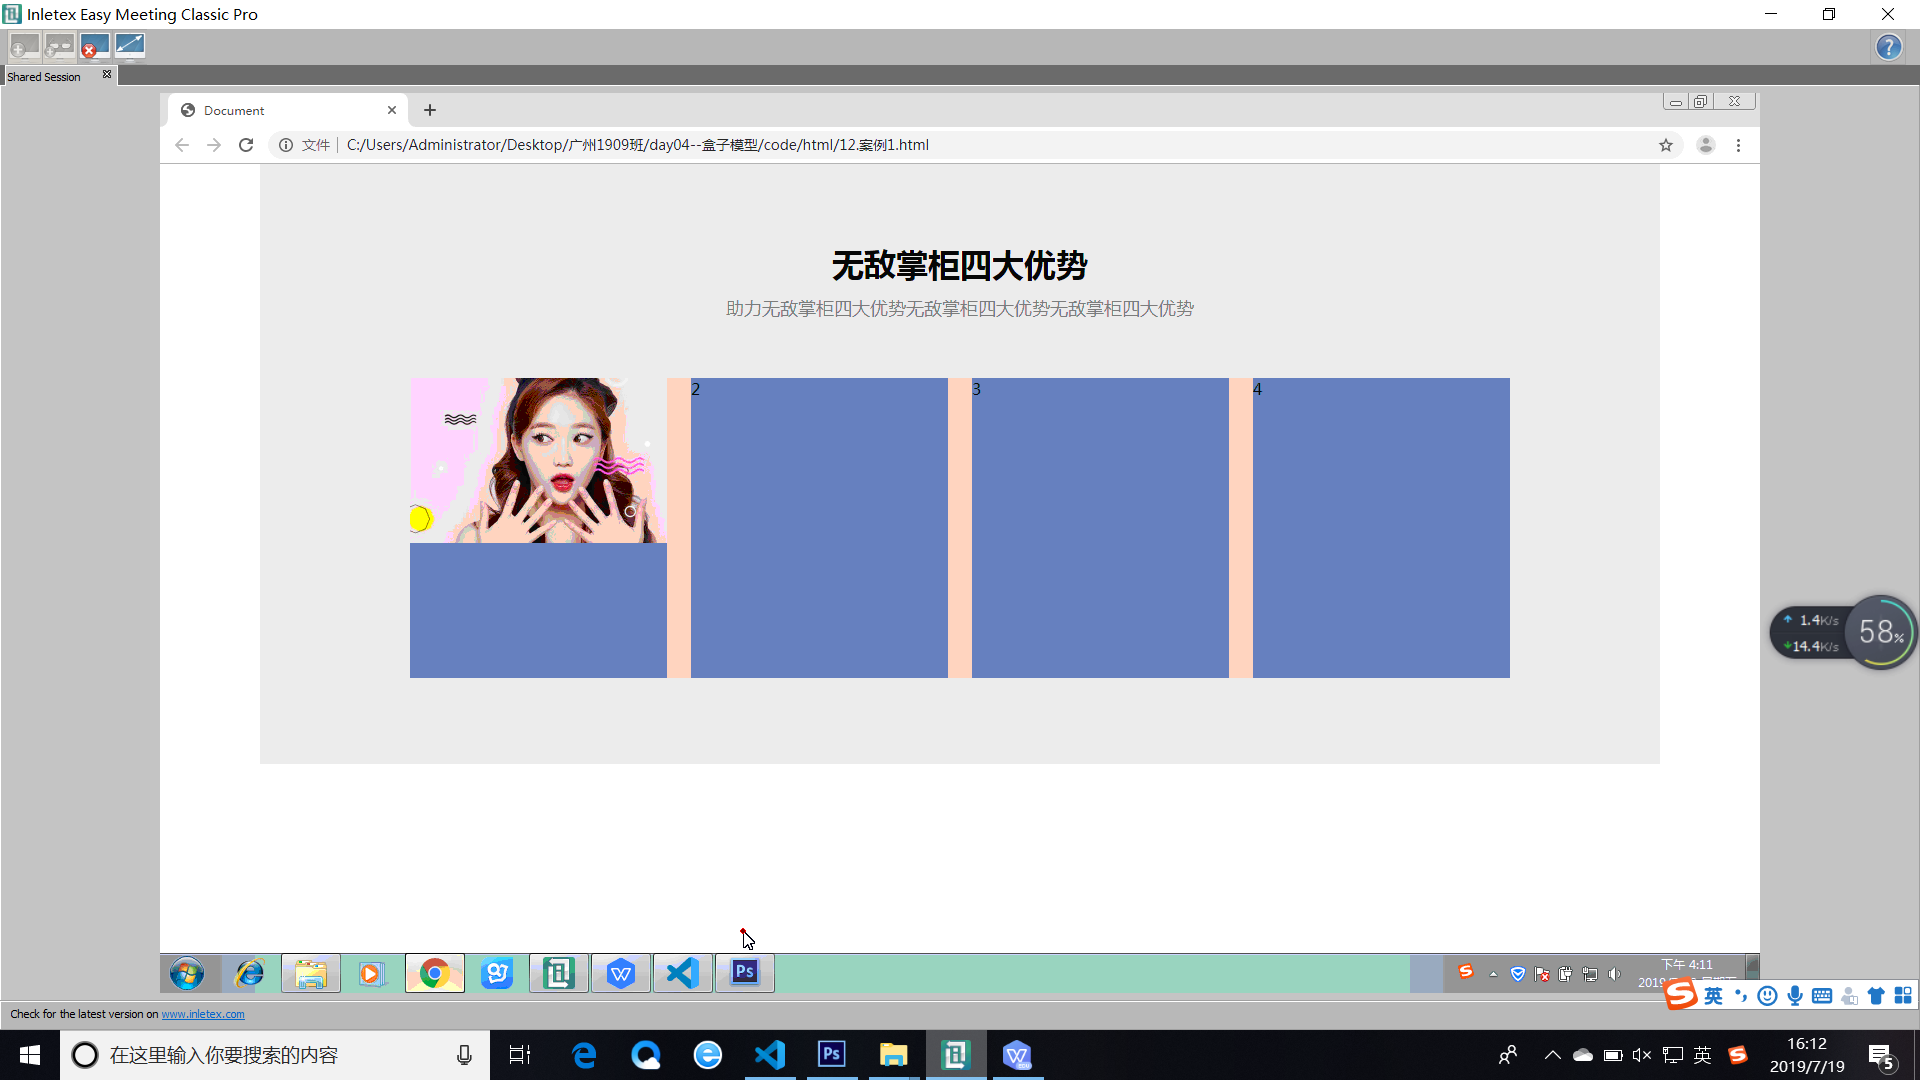 Inletex Easy Meeting Classic Pro
Shared Session
Document
文件
C:/Users/Administrator/Desktop/广州1909班/day04--盒子模型/code/html/12.案例1.html
无敌掌柜四大优势
助力无敌掌柜四大优势无敌掌柜四大优势无敌掌柜四大优势
2
3
4
1.4K/s
14.4K/s
58%
Ps
下午 4:11
2019
英
Check for the latest version on www.inletex.com
在这里输入你要搜索的内容
Ps
英
16:12
2019/7/19
5